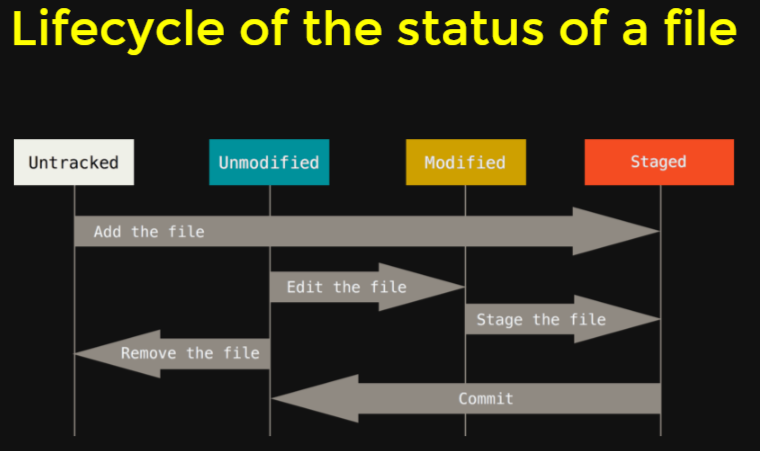 Lifecycle of the status of a file
Untracked
Unmodified
Modified
Staged
Add the file
Edit the file
Stage the file
Remove the file
Commit